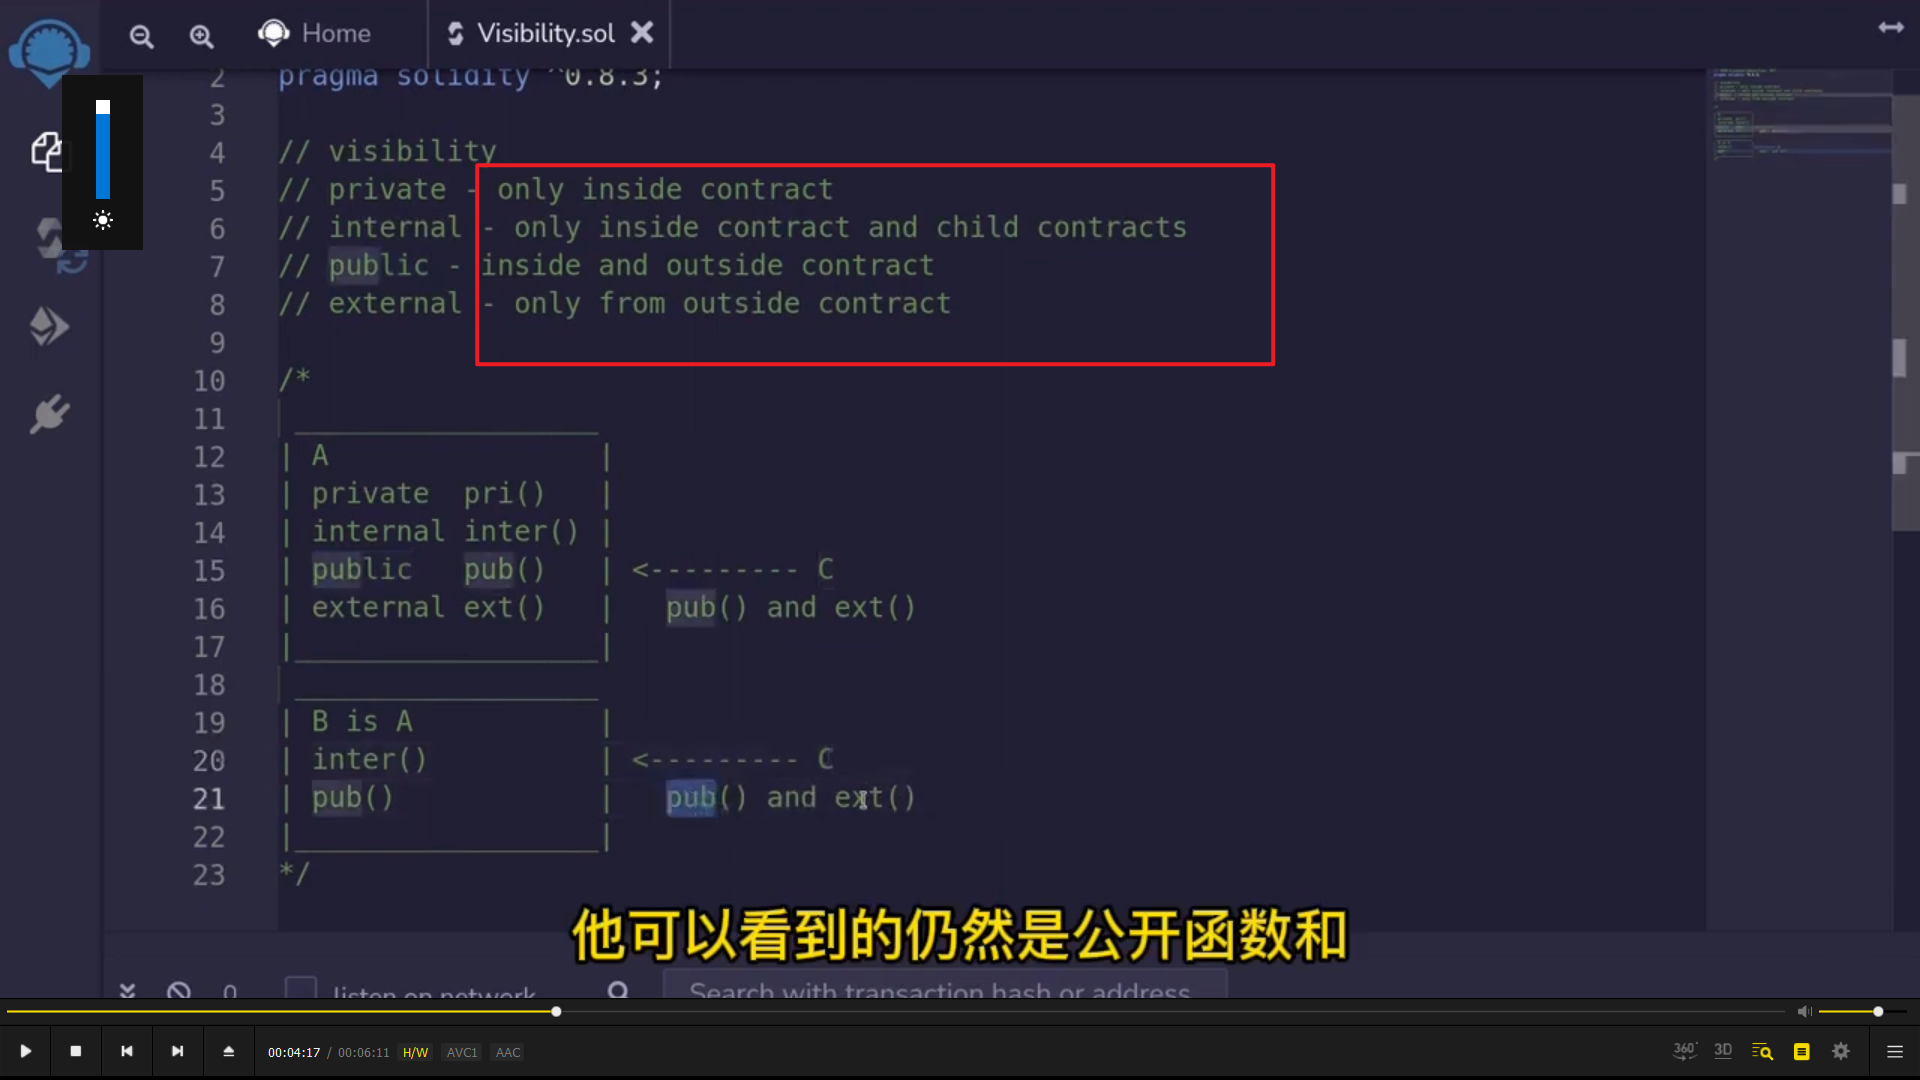 Home
Visibility.sol
2 pragma solidity ^0.8.3;
3
4 // visibility
5 // private - only inside contract
6 // internal - only inside contract and child contracts
7 // public - inside and outside contract
8 // external - only from outside contract
9
10 /*
11  __________________
12 | A                |
13 | private  pri()   |
14 | internal inter() |
15 | public   pub()   | <--------- C
16 | external ext()   |   pub() and ext()
17 |__________________|
18  __________________
19 | B is A           |
20 | inter()          | <--------- C
21 | pub()            |   pub() and ext()
22 |__________________|
23 */
他可以看到的仍然是公开函数和
0 listen on network Search with transaction hash or address
00:04:17 / 00:06:11 H/W AVC1 AAC 360° 3D